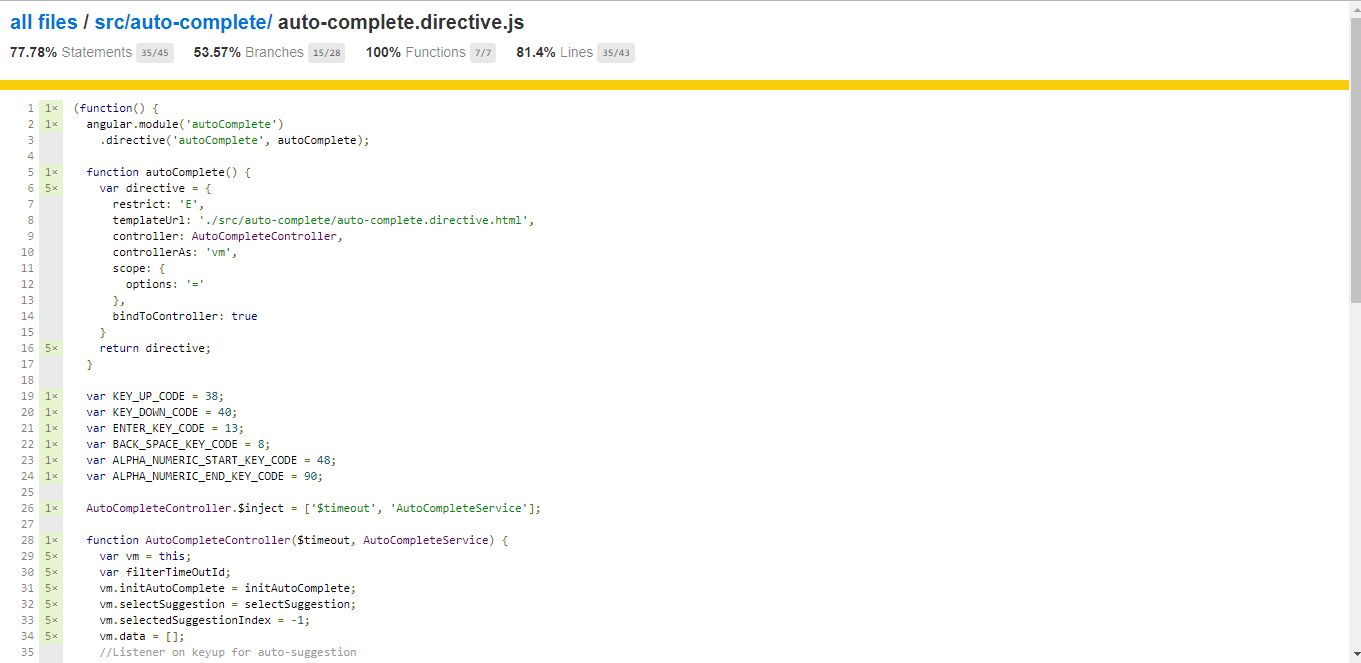 all files / src/auto-complete/ auto-complete.directive.js
77.78% Statements 35/45 53.57% Branches 15/28 100% Functions 7/7 81.4% Lines 35/43
1 1× (function() {
2 1× angular.module('autoComplete')
3 .directive('autoComplete', autoComplete);
4
5 1× function autoComplete() {
6 5× var directive = {
7 restrict: 'E',
8 templateUrl: './src/auto-complete/auto-complete.directive.html',
9 controller: AutoCompleteController,
10 controllerAs: 'vm',
11 scope: {
12 options: '='
13 },
14 bindToController: true
15 }
16 5× return directive;
17 }
18
19 1× var KEY_UP_CODE = 38;
20 1× var KEY_DOWN_CODE = 40;
21 1× var ENTER_KEY_CODE = 13;
22 1× var BACK_SPACE_KEY_CODE = 8;
23 1× var ALPHA_NUMERIC_START_KEY_CODE = 48;
24 1× var ALPHA_NUMERIC_END_KEY_CODE = 90;
25
26 1× AutoCompleteController.$inject = ['$timeout', 'AutoCompleteService'];
27
28 1× function AutoCompleteController($timeout, AutoCompleteService) {
29 5× var vm = this;
30 5× var filterTimeOutId;
31 5× vm.initAutoComplete = initAutoComplete;
32 5× vm.selectSuggestion = selectSuggestion;
33 5× vm.selectedSuggestionIndex = -1;
34 5× vm.data = [];
35 //Listener on keyup for auto-suggestion